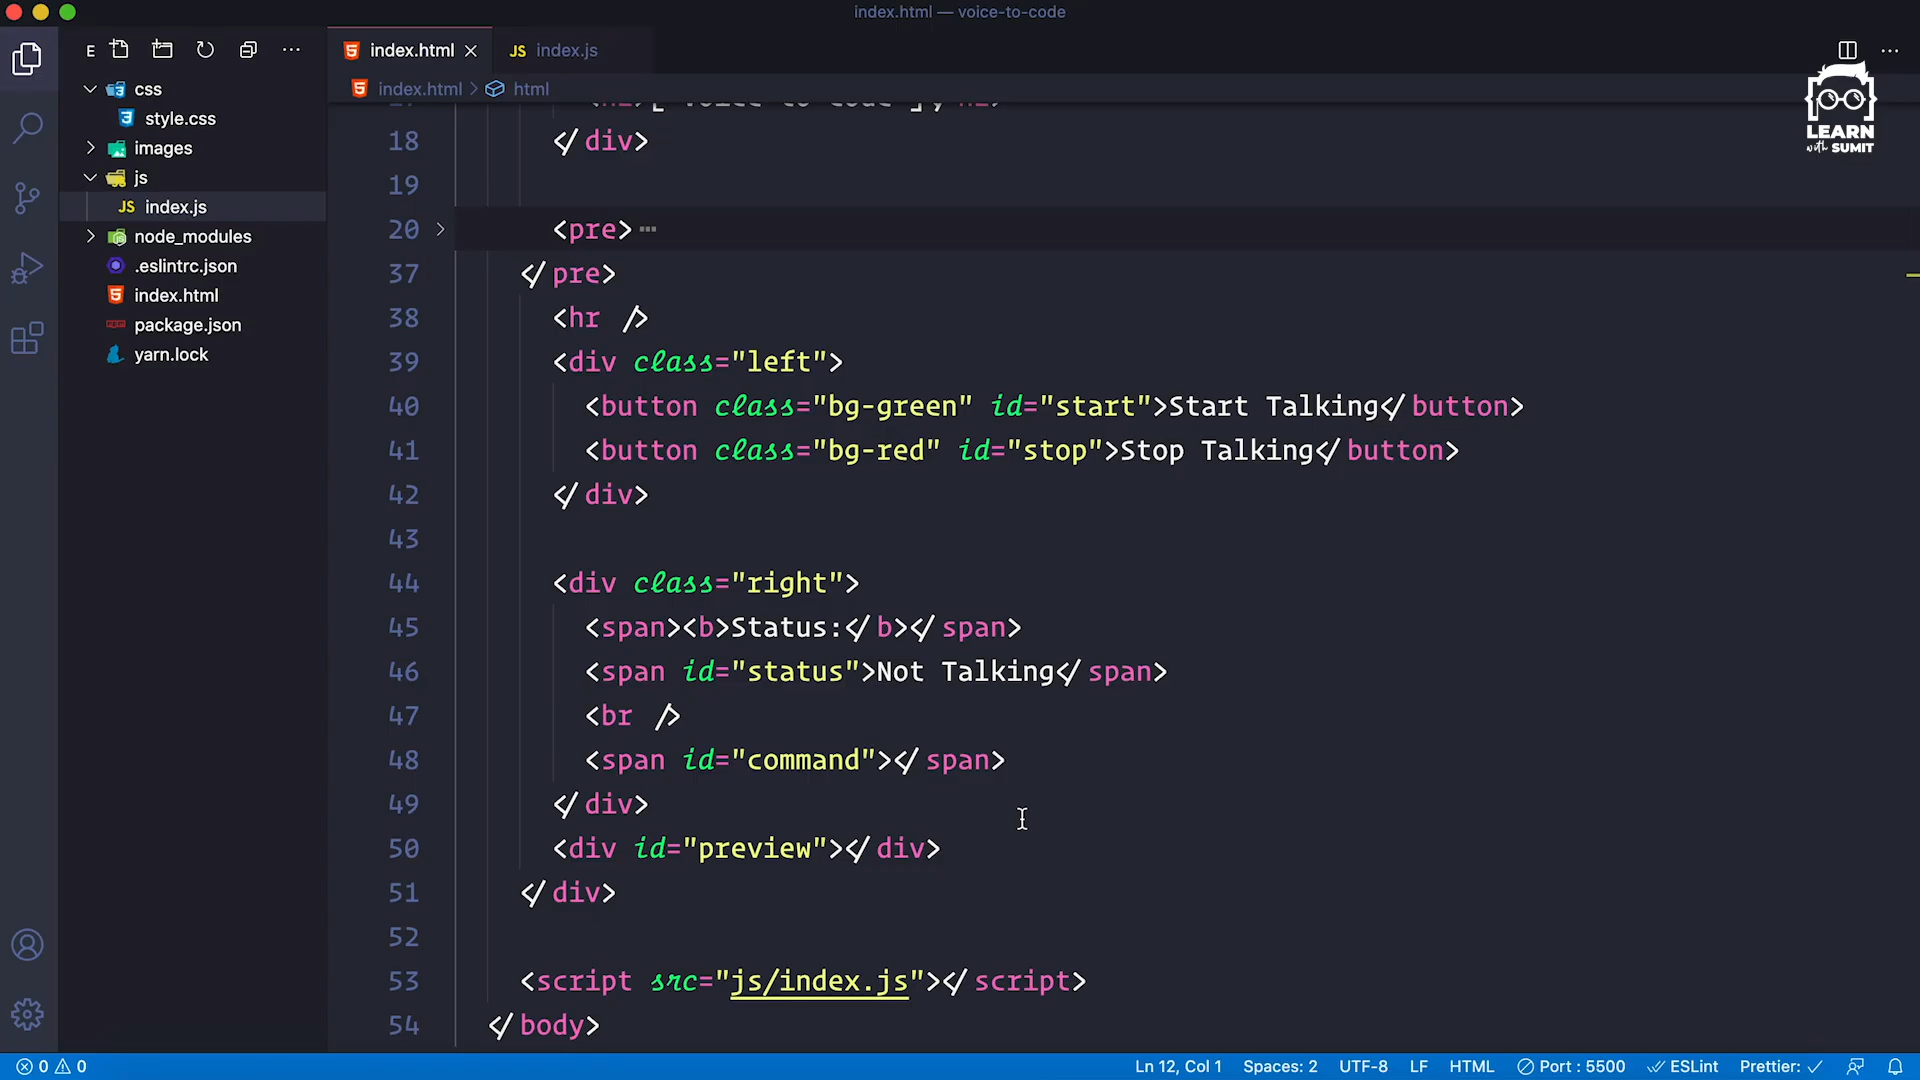 index.html — voice-to-code
E
index.html
JS index.js
index.html > html
css
style.css
images
js
JS index.js
node_modules
.eslintrc.json
index.html
package.json
yarn.lock
LEARN
with SUMIT
18 </div>
19
20 <pre>
37 </pre>
38 <hr />
39 <div class="left">
40 <button class="bg-green" id="start">Start Talking</button>
41 <button class="bg-red" id="stop">Stop Talking</button>
42 </div>
43
44 <div class="right">
45 <span><b>Status:</b></span>
46 <span id="status">Not Talking</span>
47 <br />
48 <span id="command"></span>
49 </div>
50 <div id="preview"></div>
51 </div>
52
53 <script src="js/index.js"></script>
54 </body>
0 0 Ln 12, Col 1 Spaces: 2 UTF-8 LF HTML Port : 5500 ESLint Prettier: ✓